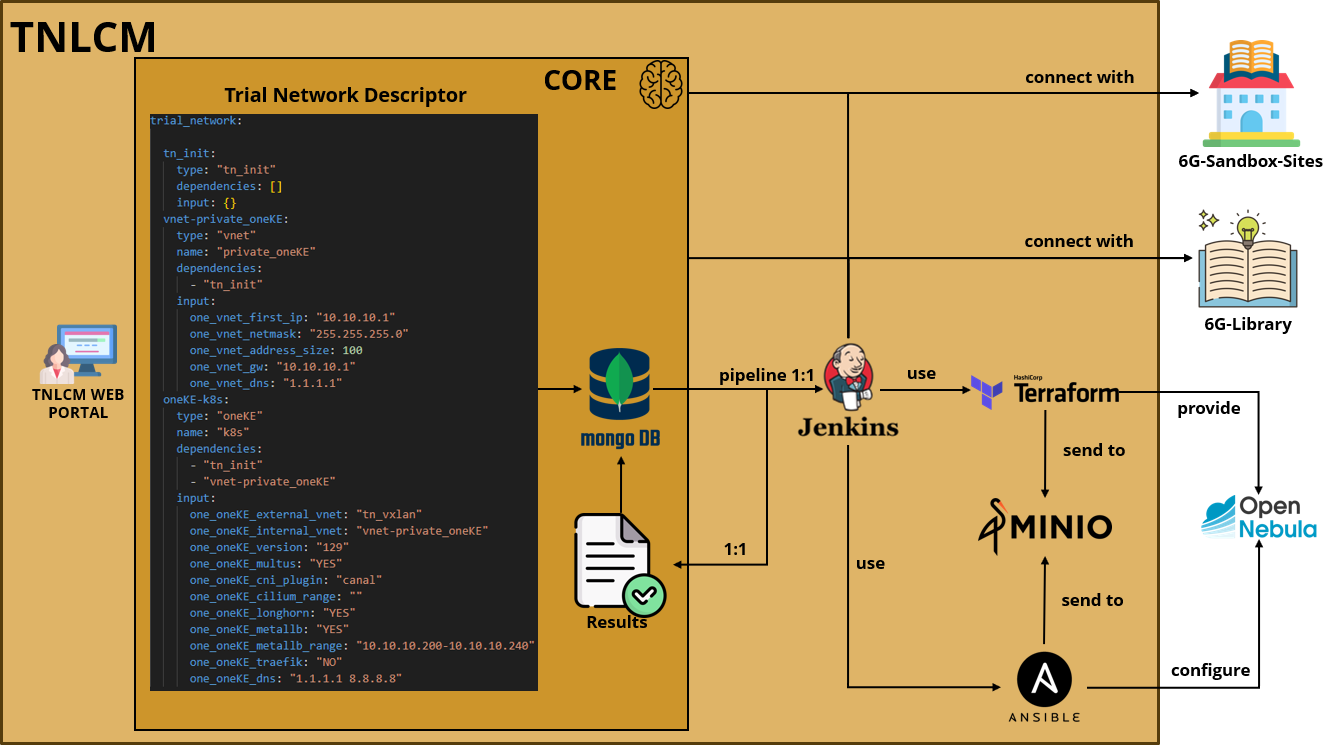 TNLCM
CORE
Trial Network Descriptor
trial_network:
tn_init:
type: "tn_init"
dependencies: []
input: {}
vnet-private_oneKE:
type: "vnet"
name: "private_oneKE"
dependencies:
- "tn_init"
input:
one_vnet_first_ip: "10.10.10.1"
one_vnet_netmask: "255.255.255.0"
one_vnet_address_size: 100
one_vnet_gw: "10.10.10.1"
one_vnet_dns: "1.1.1.1"
oneKE-k8s:
type: "oneKE"
name: "k8s"
dependencies:
- "tn_init"
- "vnet-private_oneKE"
input:
one_oneKE_external_vnet: "tn_vxlan"
one_oneKE_internal_vnet: "vnet-private_oneKE"
one_oneKE_version: "129"
one_oneKE_multus: "YES"
one_oneKE_cni_plugin: "canal"
one_oneKE_cilium_range: ""
one_oneKE_longhorn: "YES"
one_oneKE_metallb: "YES"
one_oneKE_metallb_range: "10.10.10.200-10.10.10.240"
one_oneKE_traefik: "NO"
one_oneKE_dns: "1.1.1.1 8.8.8.8"
TNLCM WEB
PORTAL
mongo DB
Results
pipeline 1:1
1:1
Jenkins
use
use
HashiCorp
Terraform
send to
MINIO
send to
ANSIBLE
connect with
6G-Sandbox-Sites
connect with
6G-Library
provide
Open
Nebula
configure